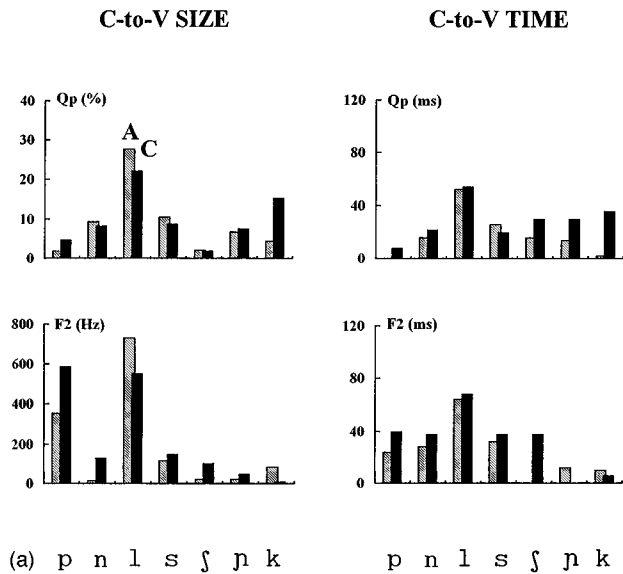 C-to-V SIZE
C-to-V TIME
Qp (%)
40
30
20
10
0
A
C
Qp (ms)
120
80
40
0
F2 (Hz)
800
600
400
200
0
F2 (ms)
120
80
40
0
(a) p n l s ʃ ɲ k
p n l s ʃ ɲ k